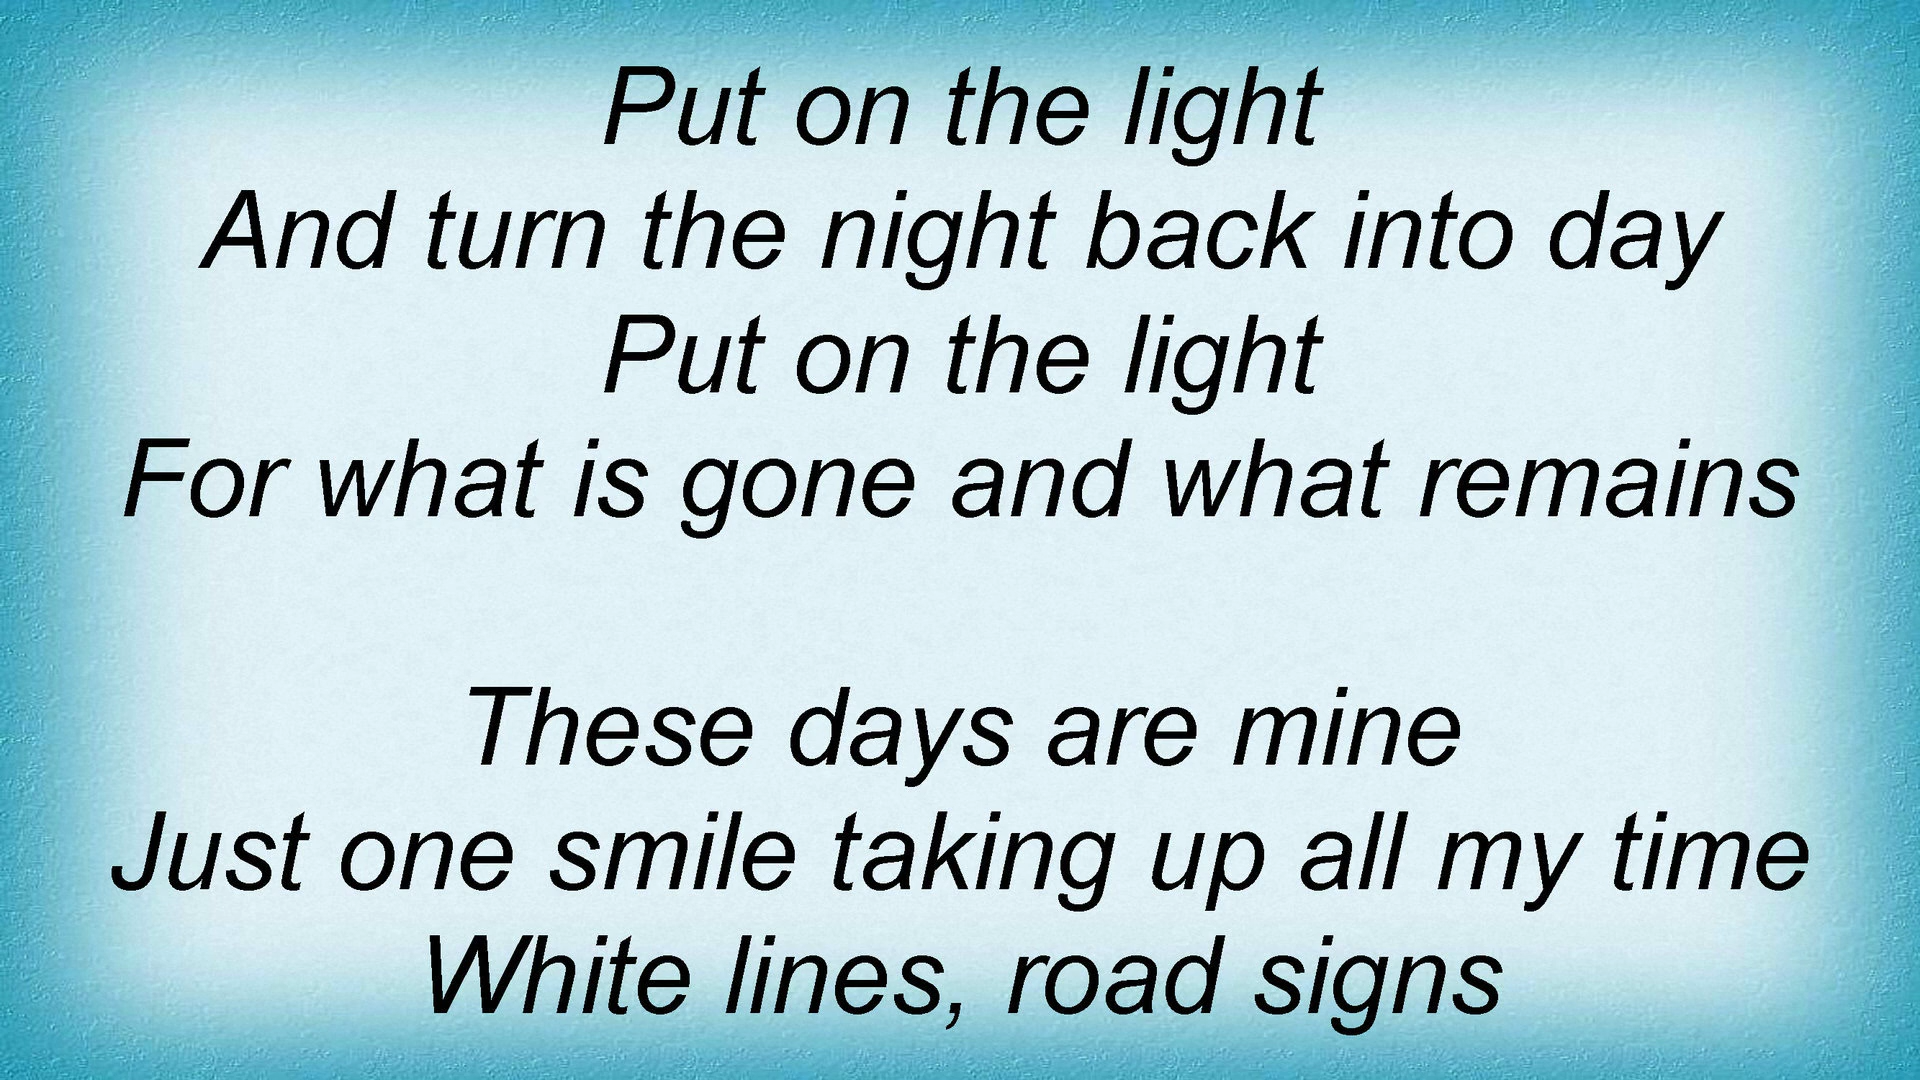 Put on the light
And turn the night back into day
Put on the light
For what is gone and what remains
These days are mine
Just one smile taking up all my time
White lines, road signs